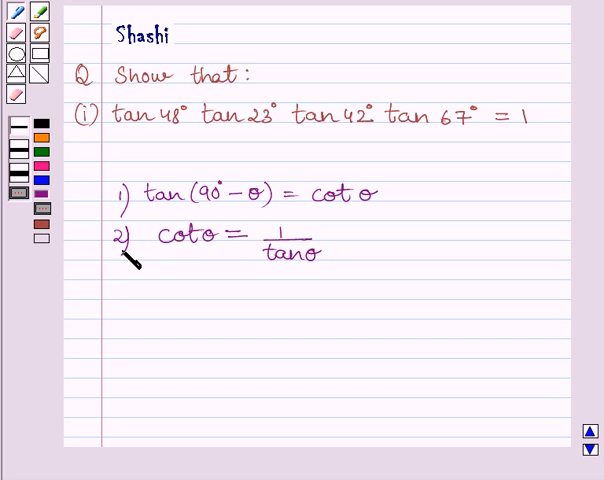 Shashi
Q Show that :
(i) tan 48° tan 23° tan 42° tan 67° = 1
1) tan (90° − θ) = cot θ
2) cot θ = 1/tan θ